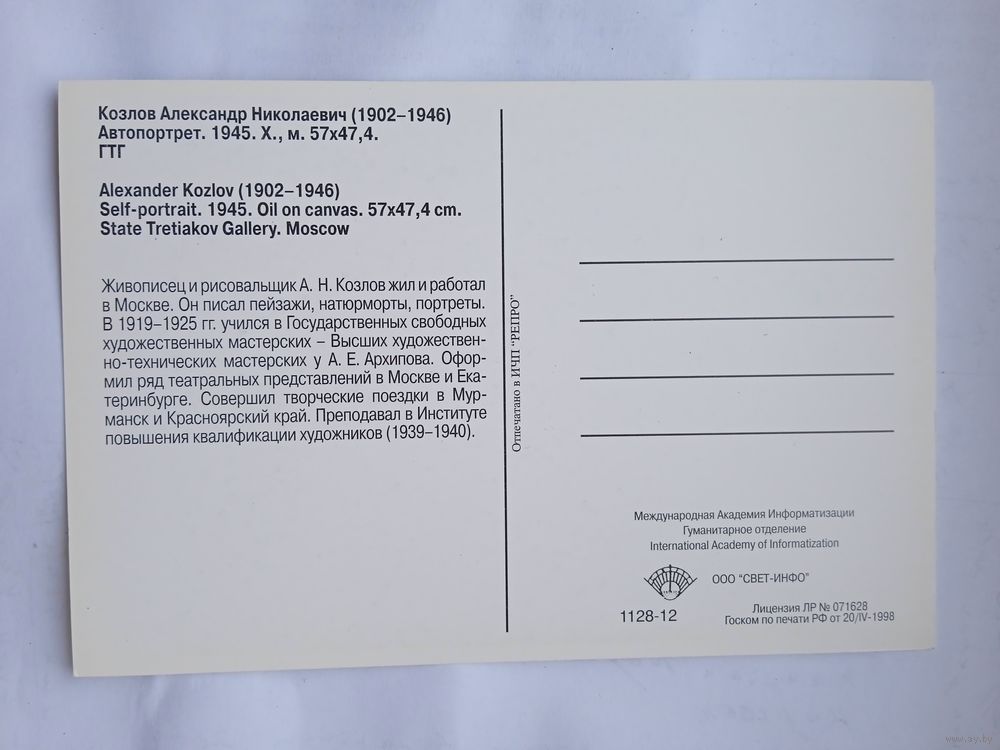 Козлов Александр Николаевич (1902–1946)
Автопортрет. 1945. Х., м. 57х47,4.
ГТГ
Alexander Kozlov (1902–1946)
Self-portrait. 1945. Oil on canvas. 57x47,4 cm.
State Tretiakov Gallery. Moscow
Живописец и рисовальщик А. Н. Козлов жил и работал
в Москве. Он писал пейзажи, натюрморты, портреты.
В 1919–1925 гг. учился в Государственных свободных
художественных мастерских – Высших художествен-
но-технических мастерских у А. Е. Архипова. Офор-
мил ряд театральных представлений в Москве и Ека-
теринбурге. Совершил творческие поездки в Мур-
манск и Красноярский край. Преподавал в Институте
повышения квалификации художников (1939–1940).
Отпечатано в ИЧП “РЕПРО”
Международная Академия Информатизации
Гуманитарное отделение
International Academy of Informatization
ООО “СВЕТ-ИНФО”
1128-12
Лицензия ЛР № 071628
Госком по печати РФ от 20/IV-1998
www.ay.by